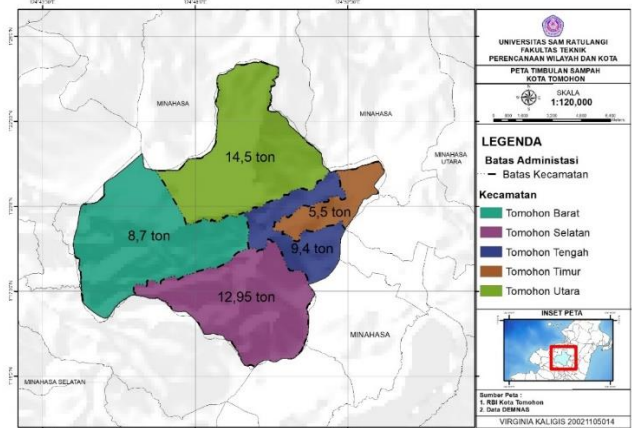 MINAHASA
MINAHASA
MINAHASA
UTARA
14,5 ton
5,5 ton
8,7 ton
9,4 ton
12,95 ton
MINAHASA
MINAHASA SELATAN
UNIVERSITAS SAM RATULANGI
FAKULTAS TEKNIK
PERENCANAAN WILAYAH DAN KOTA
PETA TIMBULAN SAMPAH
KOTA TOMOHON
SKALA
1:120,000
LEGENDA
Batas Administasi
Batas Kecamatan
Kecamatan
Tomohon Barat
Tomohon Selatan
Tomohon Tengah
Tomohon Timur
Tomohon Utara
INSET PETA
Sumber Peta :
1. RBI Kota Tomohon
2. Data DEMNAS
VIRGINIA KALIGIS 20021105014